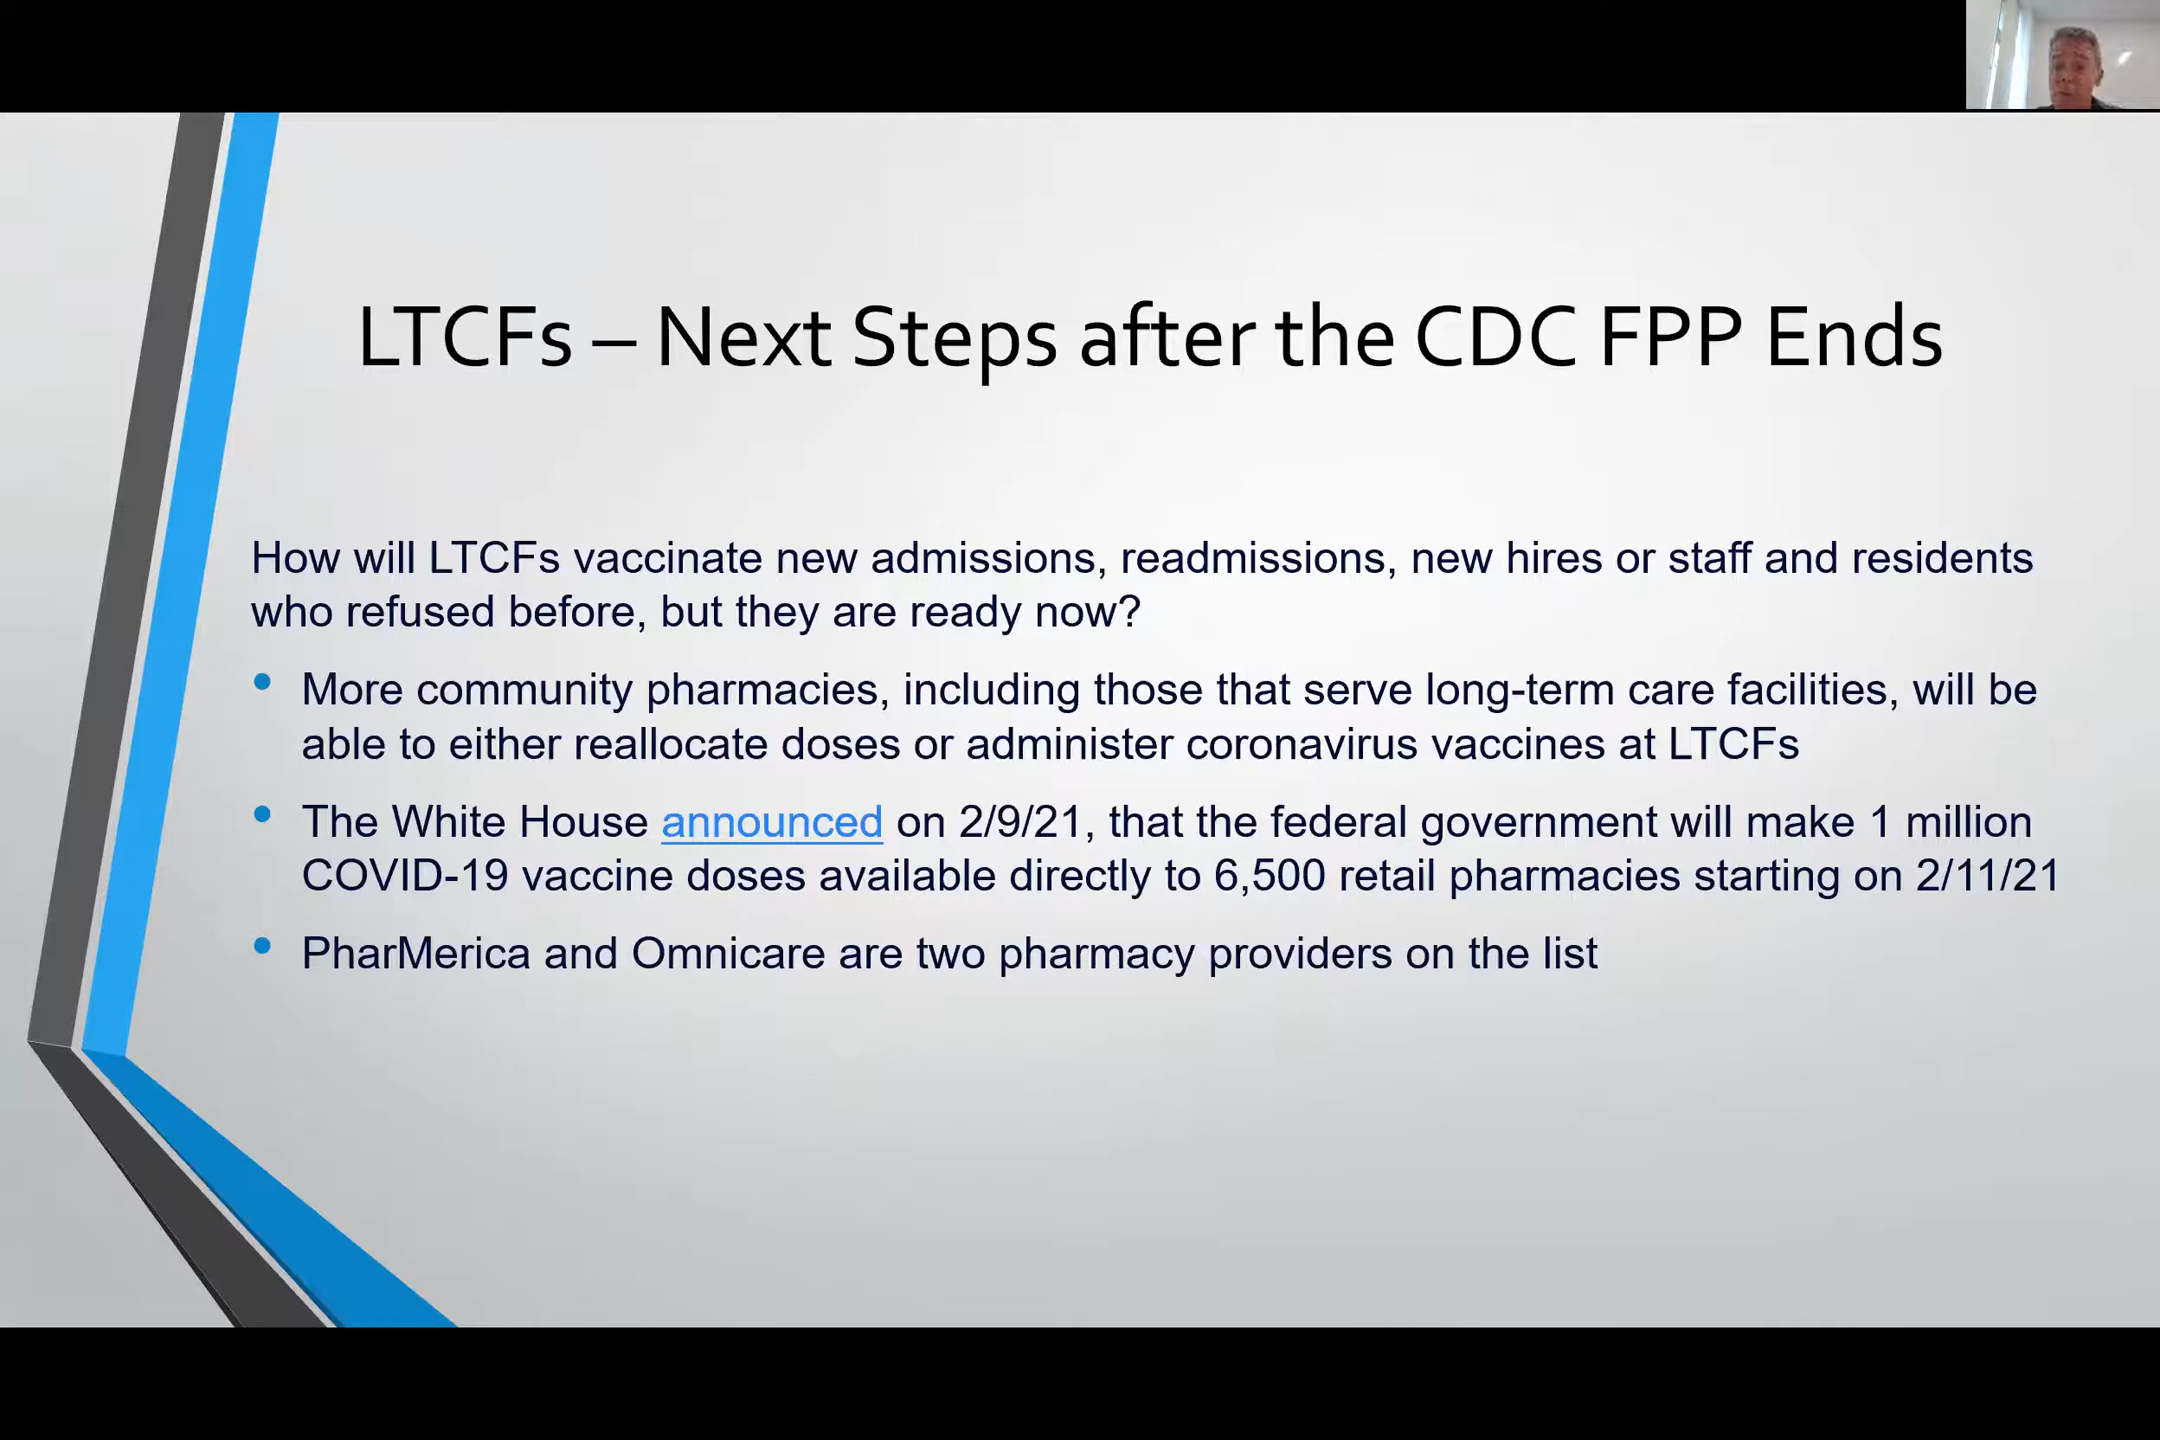 LTCFs – Next Steps after the CDC FPP Ends
How will LTCFs vaccinate new admissions, readmissions, new hires or staff and residents
who refused before, but they are ready now?
• More community pharmacies, including those that serve long-term care facilities, will be
able to either reallocate doses or administer coronavirus vaccines at LTCFs
• The White House announced on 2/9/21, that the federal government will make 1 million
COVID-19 vaccine doses available directly to 6,500 retail pharmacies starting on 2/11/21
• PharMerica and Omnicare are two pharmacy providers on the list